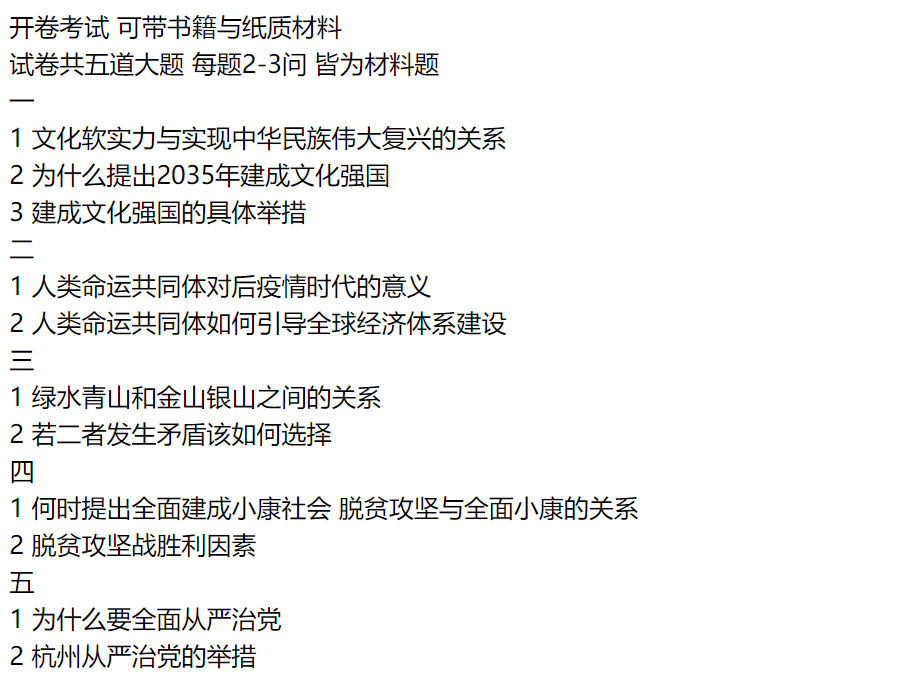 开卷考试 可带书籍与纸质材料
试卷共五道大题 每题2-3问 皆为材料题
一
1 文化软实力与实现中华民族伟大复兴的关系
2 为什么提出2035年建成文化强国
3 建成文化强国的具体举措
二
1 人类命运共同体对后疫情时代的意义
2 人类命运共同体如何引导全球经济体系建设
三
1 绿水青山和金山银山之间的关系
2 若二者发生矛盾该如何选择
四
1 何时提出全面建成小康社会 脱贫攻坚与全面小康的关系
2 脱贫攻坚战胜利因素
五
1 为什么要全面从严治党
2 杭州从严治党的举措